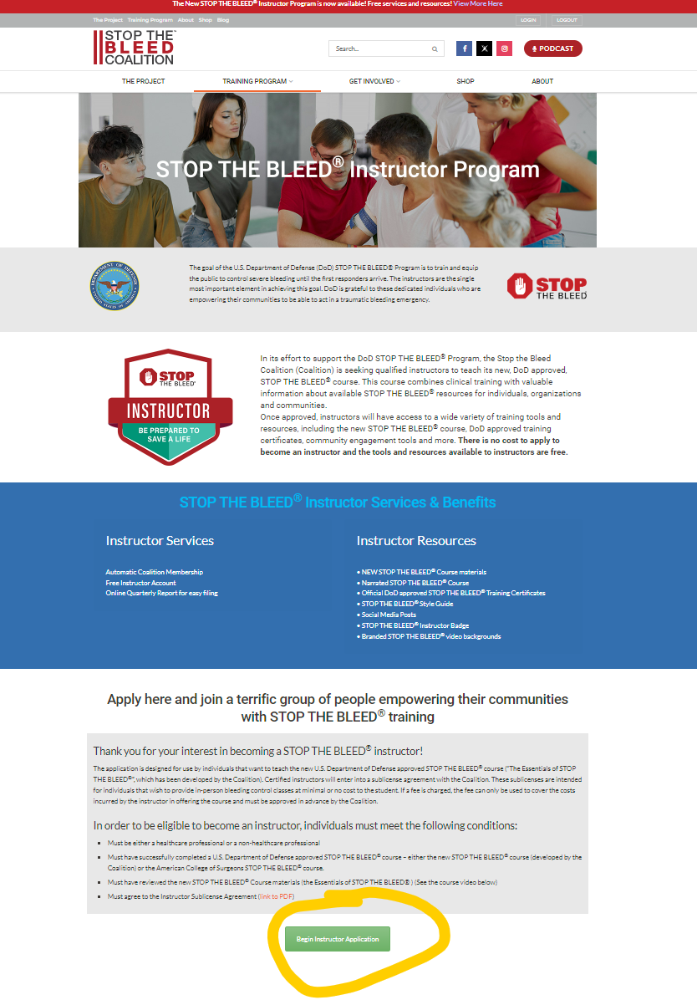 The New STOP THE BLEED® Instructor Program is now available! Free services and resources! View More Here
The Project Training Program About Shop Blog
LOGIN LOGOUT
STOP THE™
BLEED
COALITION
Search...
PODCAST
THE PROJECT TRAINING PROGRAM GET INVOLVED SHOP ABOUT
STOP THE BLEED® Instructor Program
DEPARTMENT OF DEFENSE
UNITED STATES OF AMERICA
The goal of the U.S. Department of Defense (DoD) STOP THE BLEED® Program is to train and equip
the public to control severe bleeding until the first responders arrive. The instructors are the single
most important element in achieving this goal. DoD is grateful to these dedicated individuals who are
empowering their communities to be able to act in a traumatic bleeding emergency.
STOP
THE BLEED®
STOP
THE BLEED®
INSTRUCTOR
BE PREPARED TO
SAVE A LIFE
In its effort to support the DoD STOP THE BLEED® Program, the Stop the Bleed
Coalition (Coalition) is seeking qualified instructors to teach its new, DoD approved,
STOP THE BLEED® course. This course combines clinical training with valuable
information about available STOP THE BLEED® resources for individuals, organizations
and communities.
Once approved, instructors will have access to a wide variety of training tools and
resources, including the new STOP THE BLEED® course, DoD approved training
certificates, community engagement tools and more. There is no cost to apply to
become an instructor and the tools and resources available to instructors are free.
STOP THE BLEED® Instructor Services & Benefits
Instructor Services
Automatic Coalition Membership
Free Instructor Account
Online Quarterly Report for easy filing
Instructor Resources
• NEW STOP THE BLEED® Course materials
• Narrated STOP THE BLEED® Course
• Official DoD approved STOP THE BLEED® Training Certificates
• STOP THE BLEED® Style Guide
• Social Media Posts
• STOP THE BLEED® Instructor Badge
• Branded STOP THE BLEED® video backgrounds
Apply here and join a terrific group of people empowering their communities
with STOP THE BLEED® training
Thank you for your interest in becoming a STOP THE BLEED® instructor!
The application is designed for use by individuals that want to teach the new U.S. Department of Defense approved STOP THE BLEED® course ("The Essentials of STOP
THE BLEED®", which has been developed by the Coalition). Certified instructors will enter into a sublicense agreement with the Coalition. These sublicenses are intended
for individuals that wish to provide in-person bleeding control classes at minimal or no cost to the student. If a fee is charged, the fee can only be used to cover the costs
incurred by the instructor in offering the course and must be approved in advance by the Coalition.
In order to be eligible to become an instructor, individuals must meet the following conditions:
▪ Must be either a healthcare professional or a non-healthcare professional
▪ Must have successfully completed a U.S. Department of Defense approved STOP THE BLEED® course – either the new STOP THE BLEED® course (developed by the
Coalition) or the American College of Surgeons STOP THE BLEED® course.
▪ Must have reviewed the new STOP THE BLEED® Course materials (the Essentials of STOP THE BLEED® ) (See the course video below)
▪ Must agree to the Instructor Sublicense Agreement (link to PDF)
Begin Instructor Application